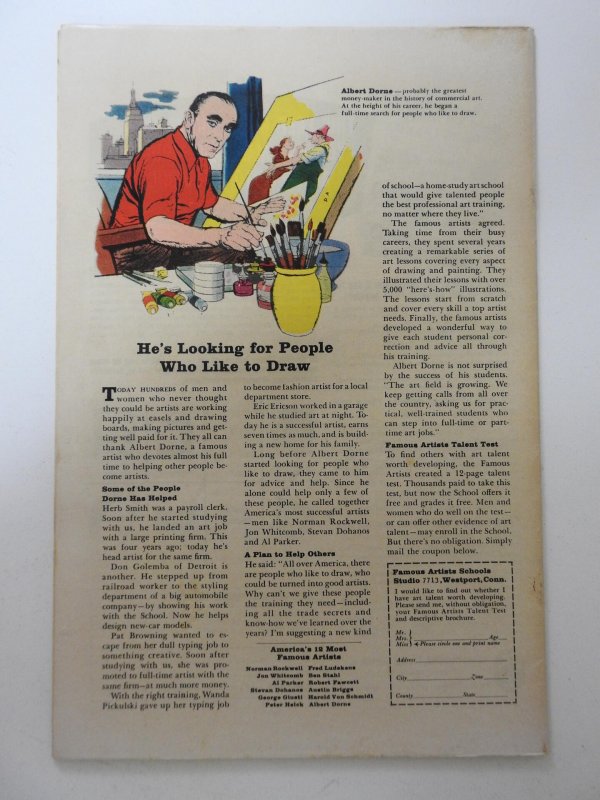 Albert Dorne — probably the greatest
money-maker in the history of commercial art.
At the height of his career, he began a
full-time search for people who like to draw.
He's Looking for People
Who Like to Draw
TODAY HUNDREDS of men and
women who never thought
they could be artists are working
happily at easels and drawing
boards, making pictures and get-
ting well paid for it. They all can
thank Albert Dorne, a famous
artist who devotes almost his full
time to helping other people be-
come artists.
Some of the People
Dorne Has Helped
Herb Smith was a payroll clerk.
Soon after he started studying
with us, he landed an art job
with a large printing firm. This
was four years ago; today he's
head artist for the same firm.
Don Golemba of Detroit is
another. He stepped up from
railroad worker to the styling
department of a big automobile
company—by showing his work
with the School. Now he helps
design new-car models.
Pat Browning wanted to es-
cape from her dull typing job to
something creative. Soon after
studying with us, she was pro-
moted to full-time artist with the
same firm—at much more money.
With the right training, Wanda
Pickulski gave up her typing job
to become fashion artist for a local
department store.
Eric Ericson worked in a garage
while he studied art at night. To-
day he is a successful artist, earns
seven times as much, and is build-
ing a new home for his family.
Long before Albert Dorne
started looking for people who
like to draw, they came to him
for advice and help. Since he
alone could help only a few of
these people, he called together
America's most successful artists
—men like Norman Rockwell,
Jon Whitcomb, Stevan Dohanos
and Al Parker.
A Plan to Help Others
He said: "All over America, there
are people who like to draw, who
could be turned into good artists.
Why can't we give these people
the training they need—includ-
ing all the trade secrets and
know-how we've learned over the
years? I'm suggesting a new kind
America's 12 Most
Famous Artists
Norman Rockwell Fred Ludekens
Jon Whitcomb Ben Stahl
Al Parker Robert Fawcett
Stevan Dohanos Austin Briggs
George Giusti Harold Von Schmidt
Peter Helck Albert Dorne
of school—a home-study art school
that would give talented people
the best professional art training,
no matter where they live."
The famous artists agreed.
Taking time from their busy
careers, they spent several years
creating a remarkable series of
art lessons covering every aspect
of drawing and painting. They
illustrated their lessons with over
5,000 "here's-how" illustrations.
The lessons start from scratch
and cover every skill a top artist
needs. Finally, the famous artists
developed a wonderful way to
give each student personal cor-
rection and advice all through
his training.
Albert Dorne is not surprised
by the success of his students.
"The art field is growing. We
keep getting calls from all over
the country, asking us for prac-
tical, well-trained students who
can step into full-time or part-
time art jobs."
Famous Artists Talent Test
To find others with art talent
worth developing, the Famous
Artists created a 12-page talent
test. Thousands paid to take this
test, but now the School offers it
free and grades it free. Men and
women who do well on the test—
or can offer other evidence of art
talent—may enroll in the School.
But there's no obligation. Simply
mail the coupon below.
Famous Artists Schools
Studio 7713, Westport, Conn.
I would like to find out whether I
have art talent worth developing.
Please send me, without obligation,
your Famous Artists Talent Test
and descriptive brochure.
Mr.
Mrs. Age
Miss Please circle one and print name
Address
City Zone
County State